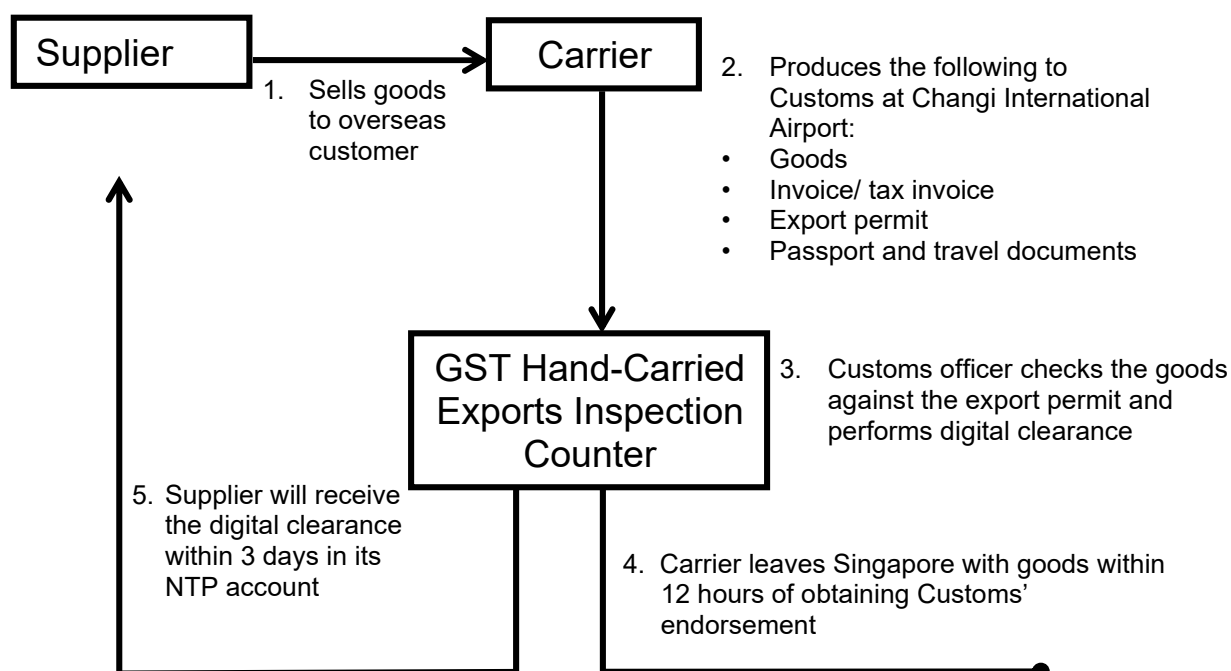 Supplier
Carrier
1. Sells goods
to overseas
customer
2. Produces the following to
Customs at Changi International
Airport:
• Goods
• Invoice/ tax invoice
• Export permit
• Passport and travel documents
GST Hand-Carried
Exports Inspection
Counter
3. Customs officer checks the goods
against the export permit and
performs digital clearance
5. Supplier will receive
the digital clearance
within 3 days in its
NTP account
4. Carrier leaves Singapore with goods within
12 hours of obtaining Customs’
endorsement